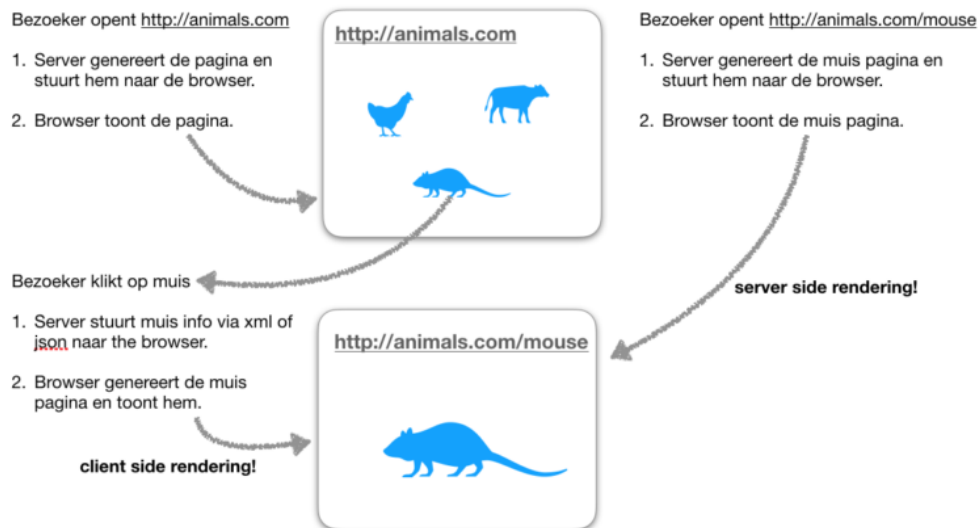 Bezoeker opent http://animals.com
1. Server genereert de pagina en
stuurt hem naar de browser.
2. Browser toont de pagina.
http://animals.com
Bezoeker opent http://animals.com/mouse
1. Server genereert de muis pagina en
stuurt hem naar de browser.
2. Browser toont de muis pagina.
server side rendering!
Bezoeker klikt op muis
1. Server stuurt muis info via xml of
json naar the browser.
2. Browser genereert de muis
pagina en toont hem.
client side rendering!
http://animals.com/mouse